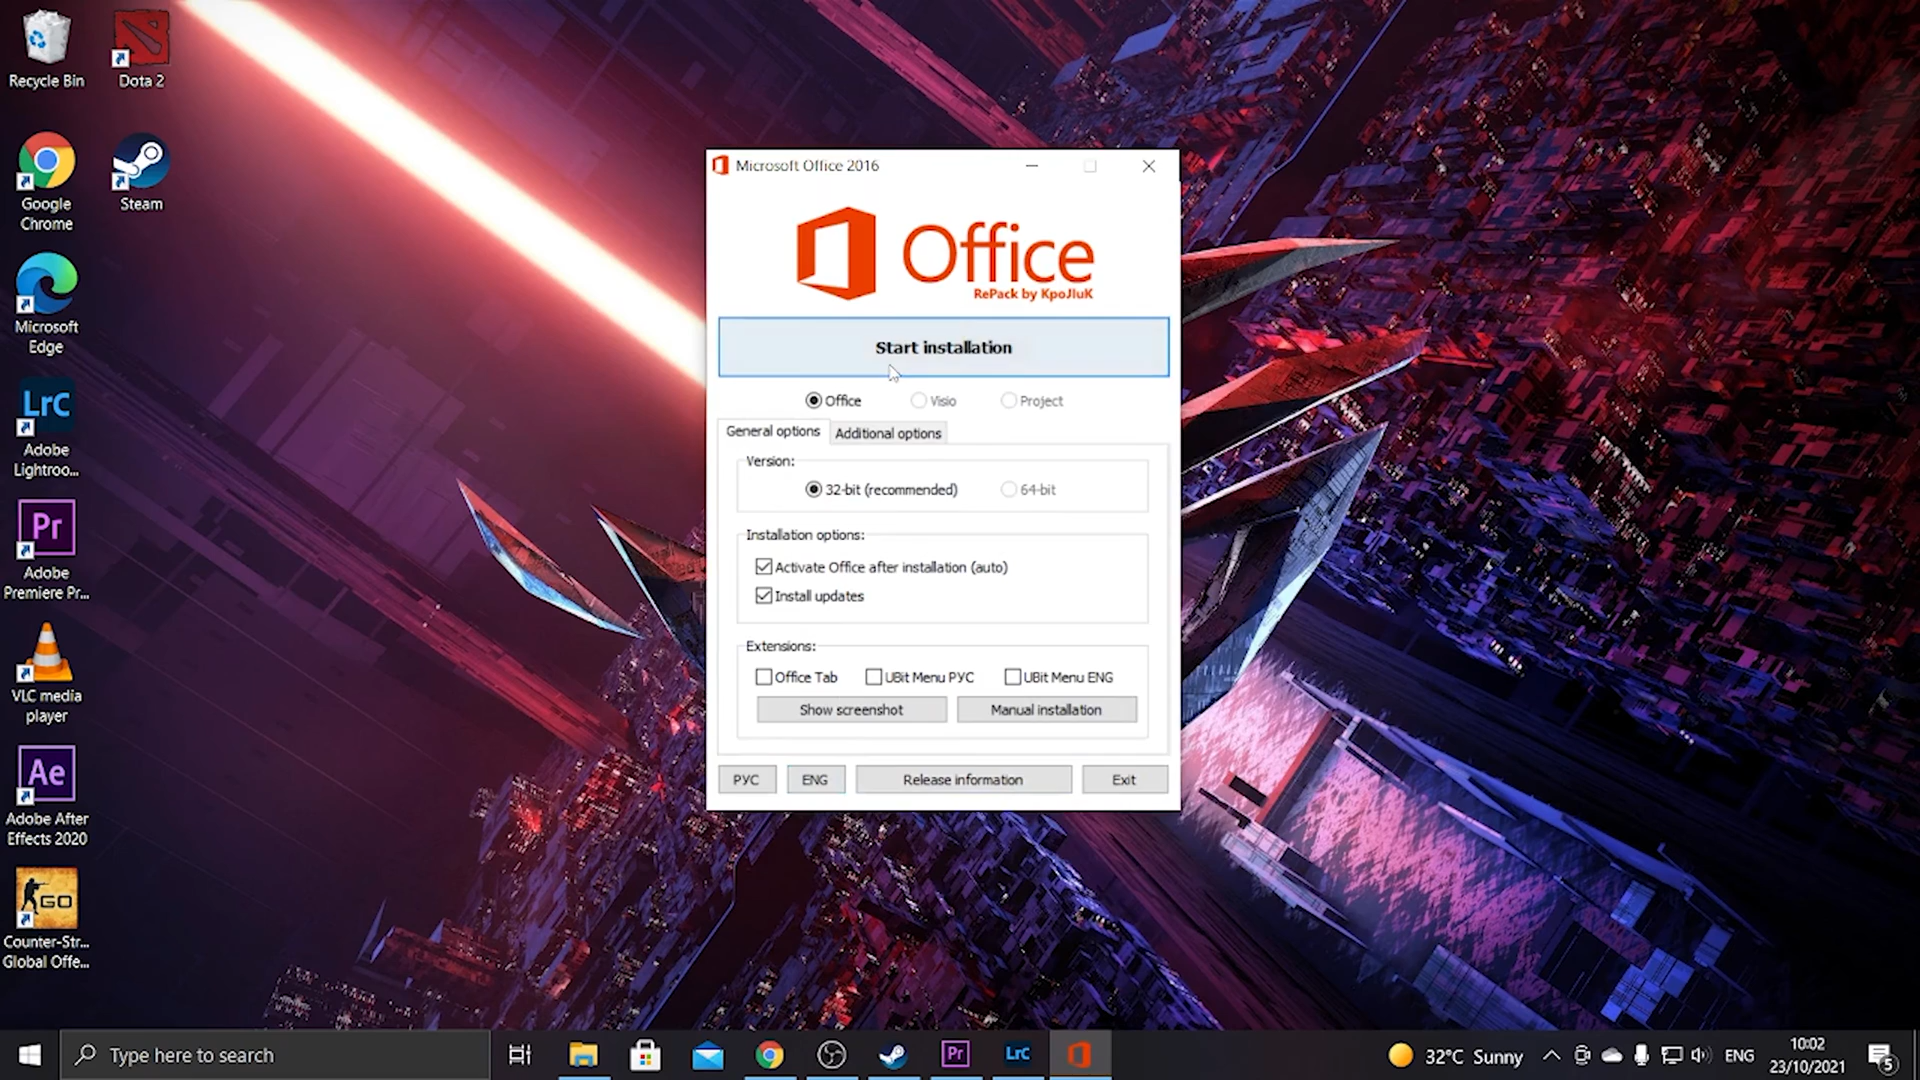 Recycle Bin
Dota 2
Google
Chrome
Steam
Microsoft
Edge
LrC
Adobe
Lightroo...
Pr
Adobe
Premiere Pr...
VLC media
player
Ae
Adobe After
Effects 2020
GO
Counter-Str...
Global Offe...
Microsoft Office 2016
Office
RePack by KpoJIuK
Start installation
Office Visio Project
General options Additional options
Version:
32-bit (recommended) 64-bit
Installation options:
Activate Office after installation (auto)
Install updates
Extensions:
Office Tab UBit Menu РУС UBit Menu ENG
Show screenshot Manual installation
РУС ENG Release information Exit
Type here to search
Pr
LrC
32°C Sunny
ENG
10:02
23/10/2021
5